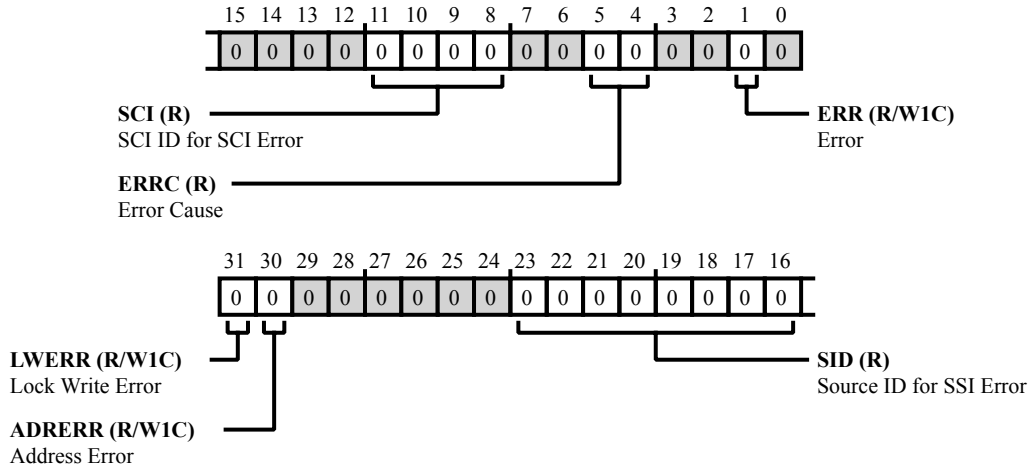 15 14 13 12 11 10 9 8 7 6 5 4 3 2 1 0
0 0 0 0 0 0 0 0 0 0 0 0 0 0 0 0
SCI (R)
SCI ID for SCI Error
ERR (R/W1C)
Error
ERRC (R)
Error Cause
31 30 29 28 27 26 25 24 23 22 21 20 19 18 17 16
0 0 0 0 0 0 0 0 0 0 0 0 0 0 0 0
LWERR (R/W1C)
Lock Write Error
SID (R)
Source ID for SSI Error
ADRERR (R/W1C)
Address Error